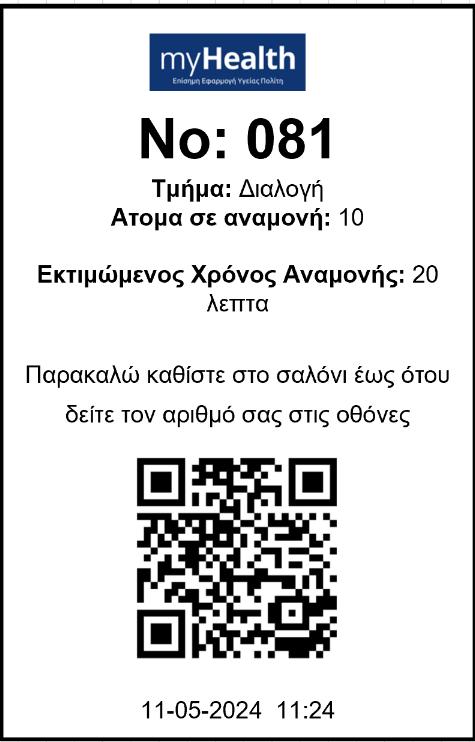 myHealth
Επίσημη Εφαρμογή Υγείας Πολίτη
No: 081
Τμήμα: Διαλογή
Ατομα σε αναμονή: 10
Εκτιμώμενος Χρόνος Αναμονής: 20
λεπτα
Παρακαλώ καθίστε στο σαλόνι έως ότου
δείτε τον αριθμό σας στις οθόνες
11-05-2024 11:24